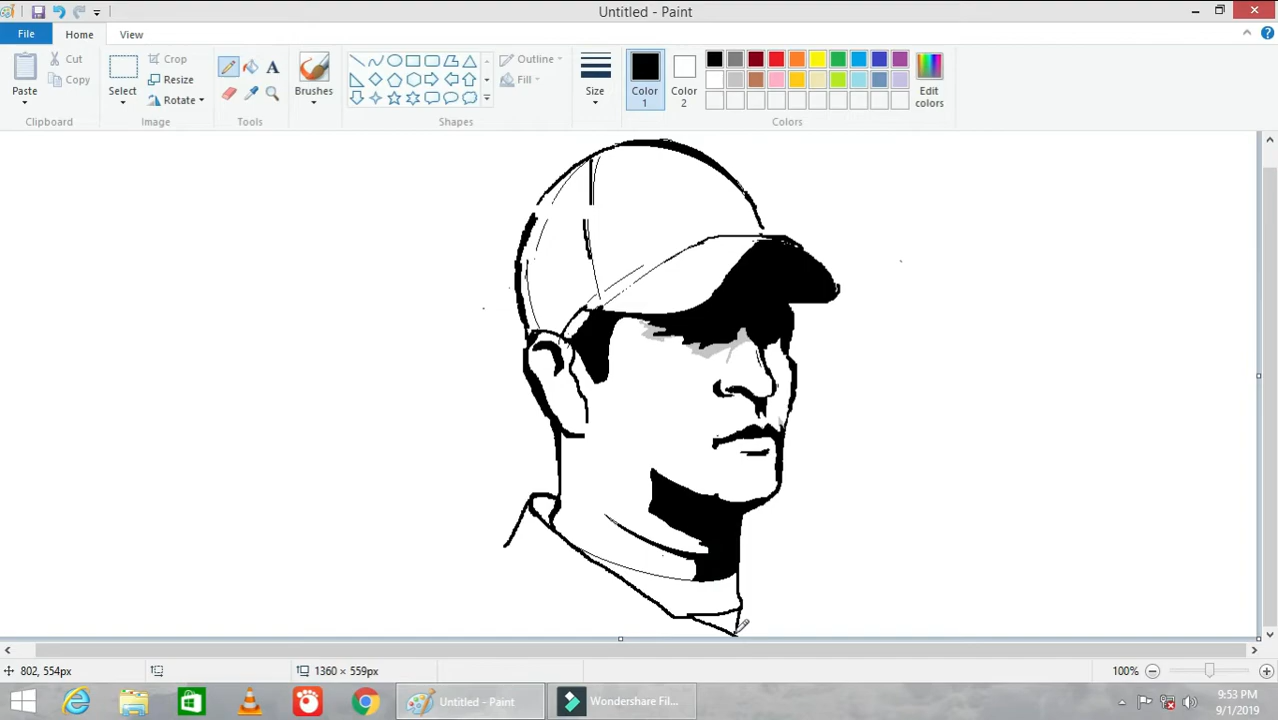 Untitled - Paint
File Home View
Paste
Cut
Copy
Clipboard
Select
Crop
Resize
Rotate
Image
Tools
Brushes
Shapes
Outline
Fill
Size
Color 1
Color 2
Edit colors
Colors
802, 554px
1360 × 559px
100%
Untitled - Paint
Wondershare Fil...
9:53 PM
9/1/2019